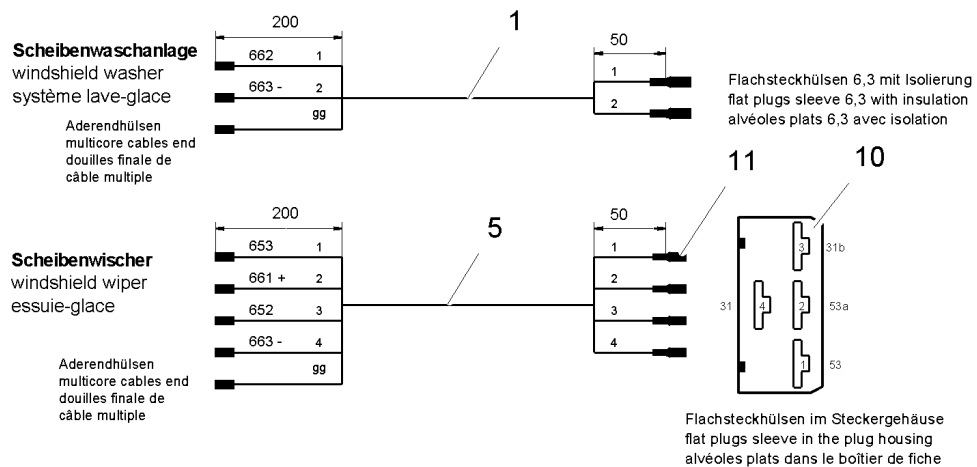 200
1
50
Scheibenwaschanlage
windshield washer
système lave-glace
662 1
663 - 2
gg
1
2
Flachsteckhülsen 6,3 mit Isolierung
flat plugs sleeve 6,3 with insulation
alvéoles plats 6,3 avec isolation
Aderendhülsen
multicore cables end
douilles finale de
câble multiple
11
10
200
5
50
Scheibenwischer
windshield wiper
essuie-glace
653 1
661 + 2
652 3
663 - 4
gg
1
2
3
4
3 31b
31 4 2 53a
1 53
Aderendhülsen
multicore cables end
douilles finale de
câble multiple
Flachsteckhülsen im Steckergehäuse
flat plugs sleeve in the plug housing
alvéoles plats dans le boîtier de fiche